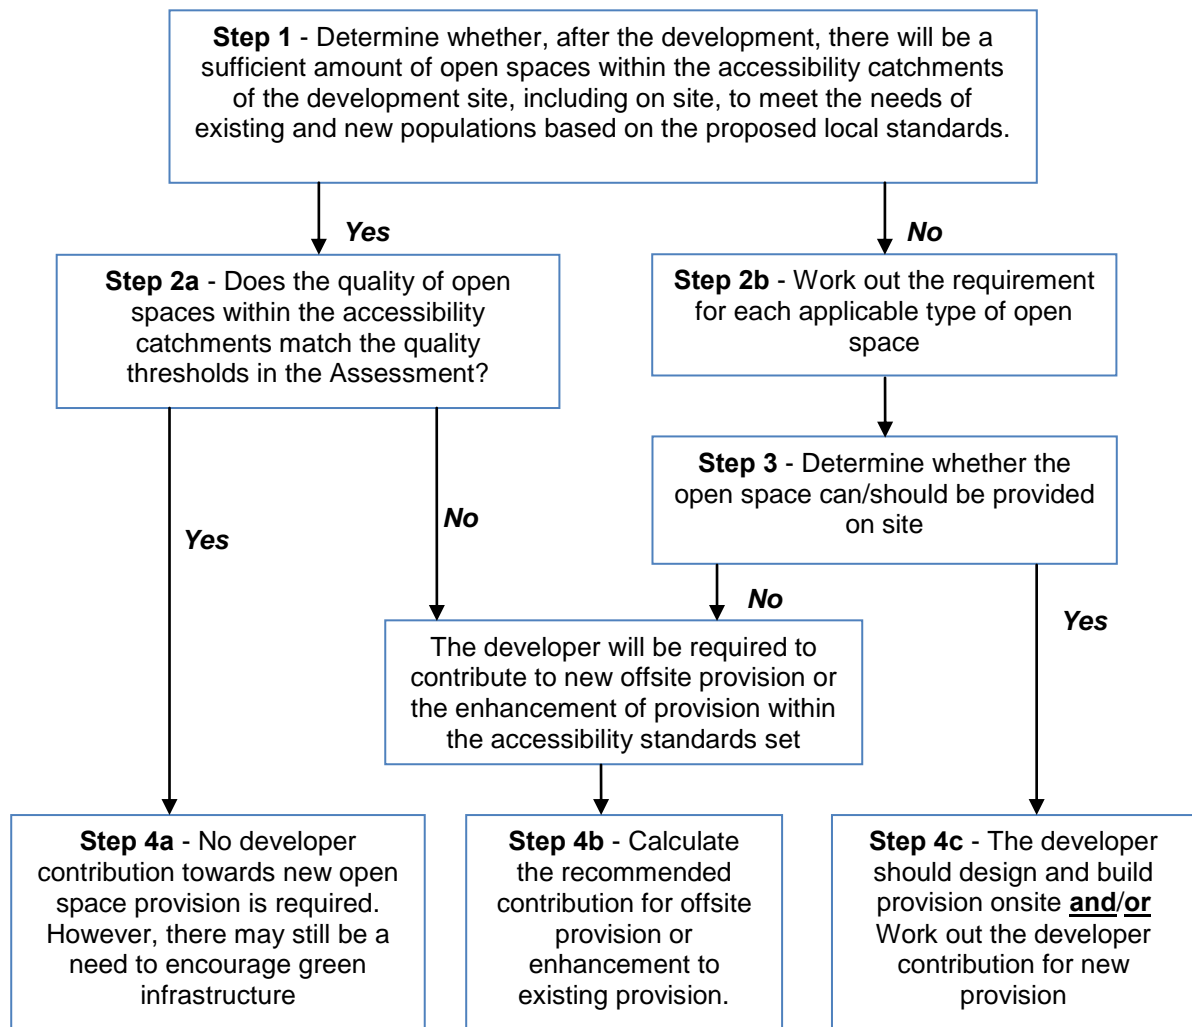 Step 1 - Determine whether, after the development, there will be a
sufficient amount of open spaces within the accessibility catchments
of the development site, including on site, to meet the needs of
existing and new populations based on the proposed local standards.
Yes
No
Step 2a - Does the quality of open
spaces within the accessibility
catchments match the quality
thresholds in the Assessment?
Step 2b - Work out the requirement
for each applicable type of open
space
Step 3 - Determine whether the
open space can/should be provided
on site
Yes
No
No
Yes
The developer will be required to
contribute to new offsite provision or
the enhancement of provision within
the accessibility standards set
Step 4a - No developer
contribution towards new open
space provision is required.
However, there may still be a
need to encourage green
infrastructure
Step 4b - Calculate
the recommended
contribution for offsite
provision or
enhancement to
existing provision.
Step 4c - The developer
should design and build
provision onsite and/or
Work out the developer
contribution for new
provision